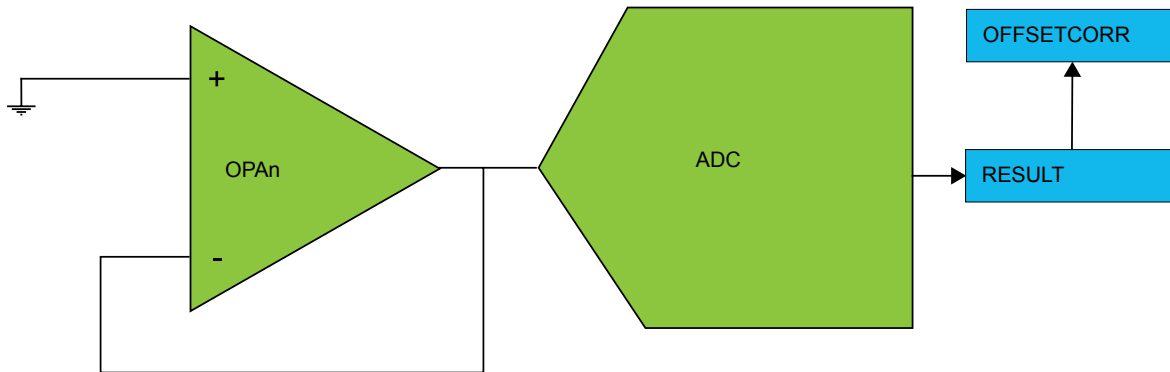 OFFSETCORR
+
OPAn
ADC
RESULT
-